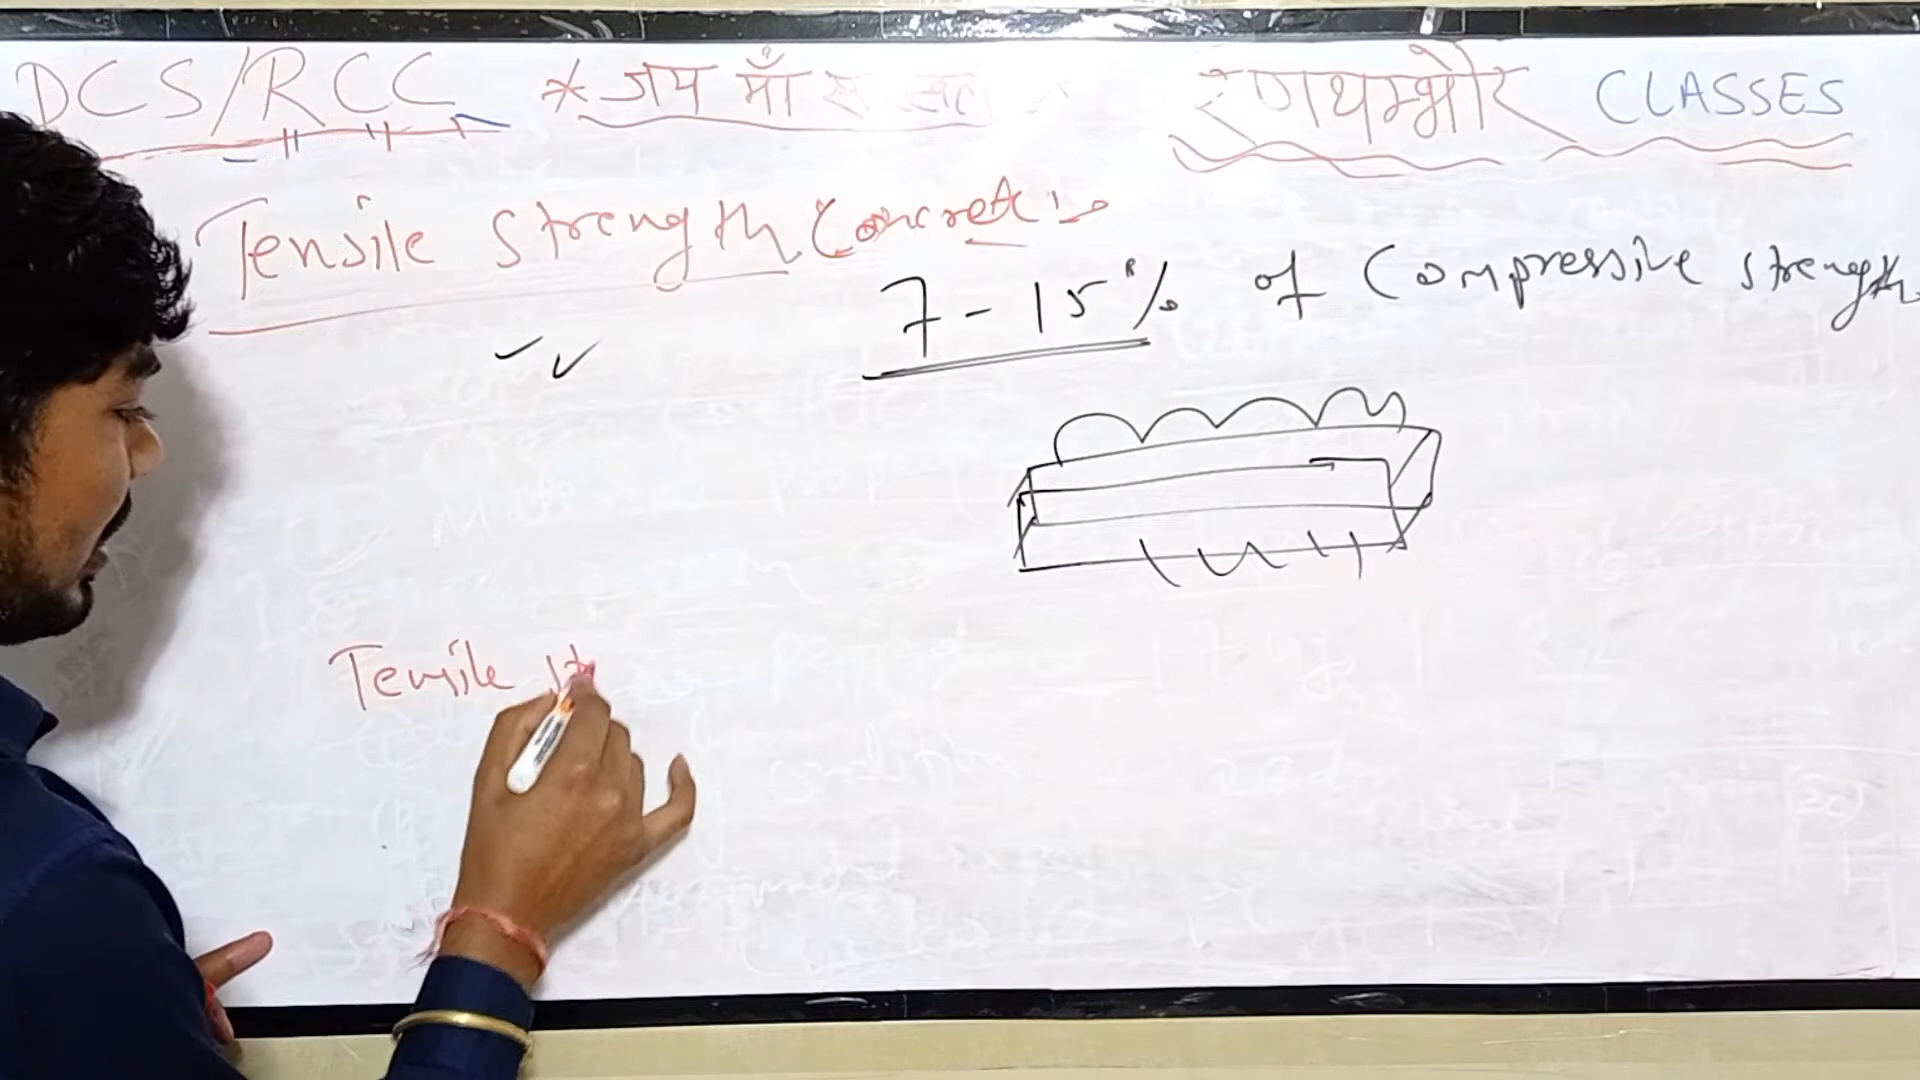 DCS/RCC * जय माँ रणथम्भौर CLASSES
Tensile Strength Concrete :-
7 - 15% of Compressive Strength
Tensile st